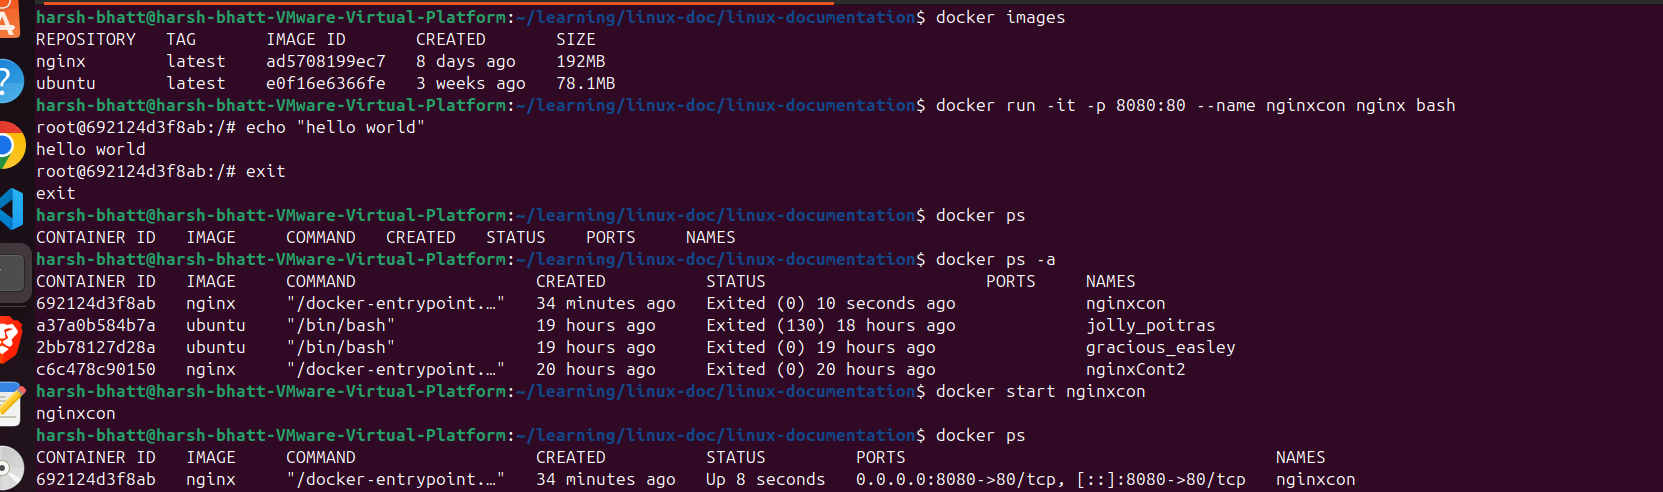 harsh-bhatt@harsh-bhatt-VMware-Virtual-Platform:~/learning/linux-doc/linux-documentation$ docker images
REPOSITORY   TAG       IMAGE ID       CREATED       SIZE
nginx        latest    ad5708199ec7   8 days ago    192MB
ubuntu       latest    e0f16e6366fe   3 weeks ago   78.1MB
harsh-bhatt@harsh-bhatt-VMware-Virtual-Platform:~/learning/linux-doc/linux-documentation$ docker run -it -p 8080:80 --name nginxcon nginx bash
root@692124d3f8ab:/# echo "hello world"
hello world
root@692124d3f8ab:/# exit
exit
harsh-bhatt@harsh-bhatt-VMware-Virtual-Platform:~/learning/linux-doc/linux-documentation$ docker ps
CONTAINER ID   IMAGE     COMMAND   CREATED   STATUS    PORTS     NAMES
harsh-bhatt@harsh-bhatt-VMware-Virtual-Platform:~/learning/linux-doc/linux-documentation$ docker ps -a
CONTAINER ID   IMAGE     COMMAND                  CREATED          STATUS                      PORTS     NAMES
692124d3f8ab   nginx     "/docker-entrypoint.…"   34 minutes ago   Exited (0) 10 seconds ago             nginxcon
a37a0b584b7a   ubuntu    "/bin/bash"              19 hours ago     Exited (130) 18 hours ago             jolly_poitras
2bb78127d28a   ubuntu    "/bin/bash"              19 hours ago     Exited (0) 19 hours ago               gracious_easley
c6c478c90150   nginx     "/docker-entrypoint.…"   20 hours ago     Exited (0) 20 hours ago               nginxCont2
harsh-bhatt@harsh-bhatt-VMware-Virtual-Platform:~/learning/linux-doc/linux-documentation$ docker start nginxcon
nginxcon
harsh-bhatt@harsh-bhatt-VMware-Virtual-Platform:~/learning/linux-doc/linux-documentation$ docker ps
CONTAINER ID   IMAGE     COMMAND                  CREATED          STATUS         PORTS                                     NAMES
692124d3f8ab   nginx     "/docker-entrypoint.…"   34 minutes ago   Up 8 seconds   0.0.0.0:8080->80/tcp, [::]:8080->80/tcp   nginxcon